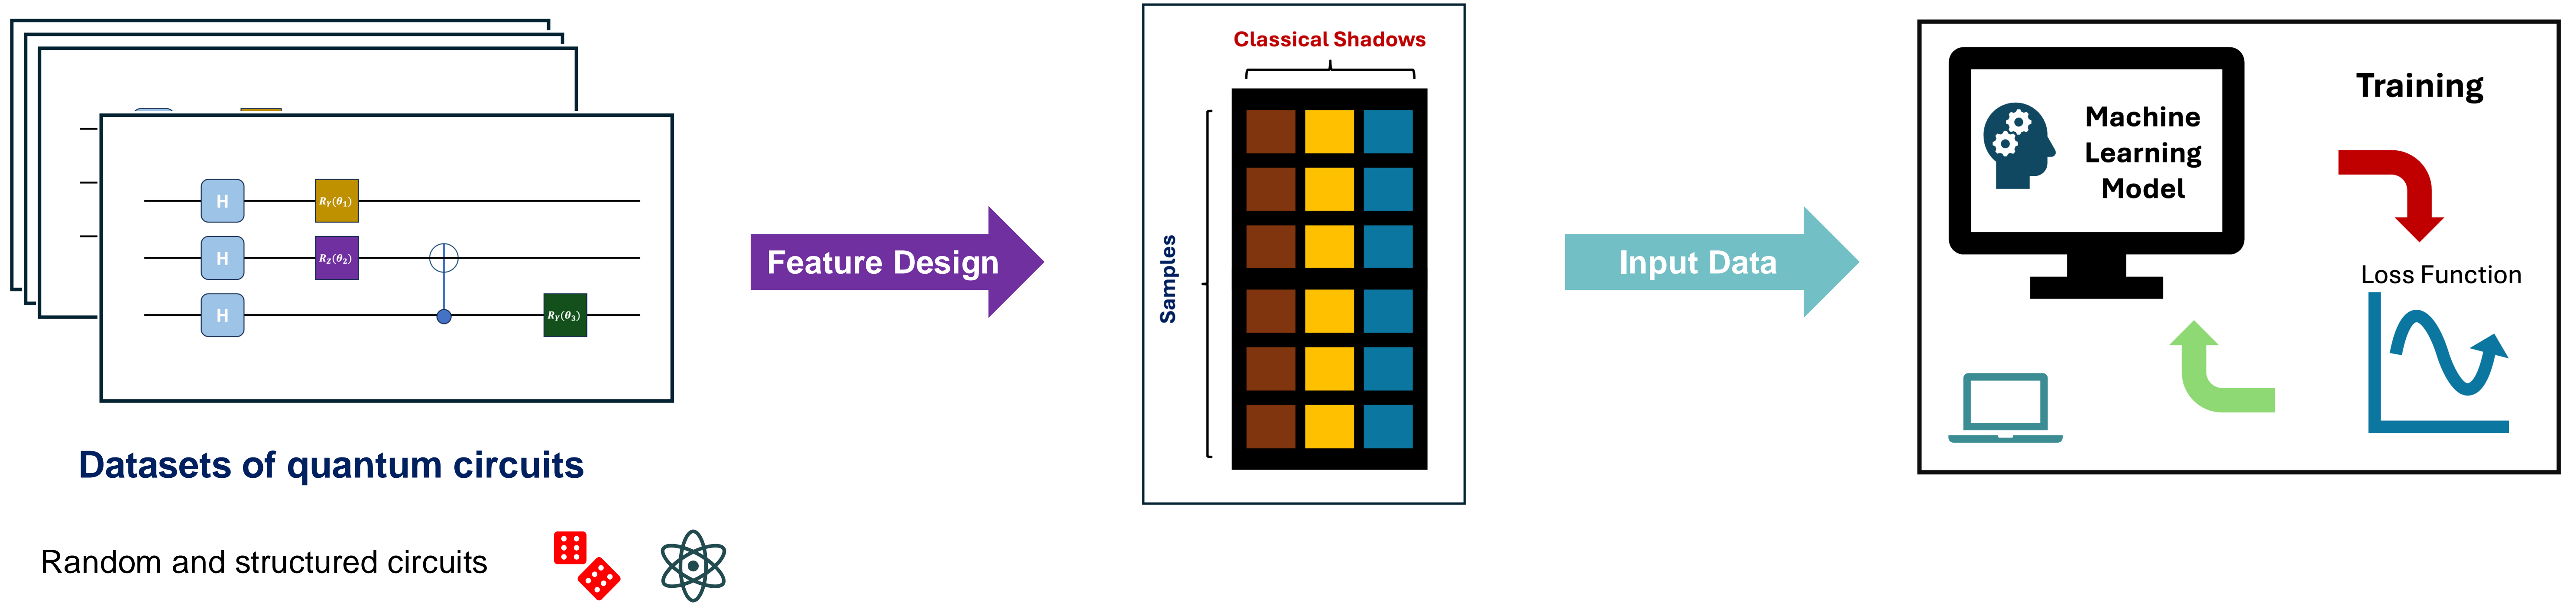 H
R_Y(θ_1)
H
R_Z(θ_2)
H
R_Y(θ_3)
Datasets of quantum circuits
Random and structured circuits
Feature Design
Classical Shadows
Samples
Input Data
Machine
Learning
Model
Training
Loss Function